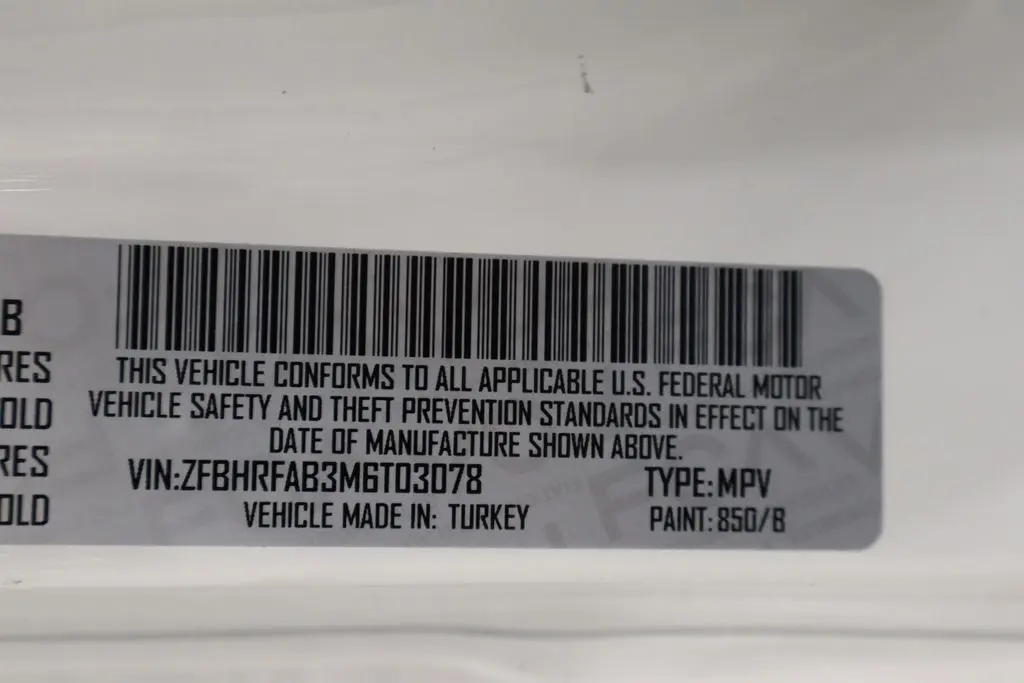 B
RES
OLD
RES
OLD
THIS VEHICLE CONFORMS TO ALL APPLICABLE U.S. FEDERAL MOTOR
VEHICLE SAFETY AND THEFT PREVENTION STANDARDS IN EFFECT ON THE
DATE OF MANUFACTURE SHOWN ABOVE.
VIN:ZFBHRFAB3M6T03078 TYPE:MPV
VEHICLE MADE IN: TURKEY PAINT: 850/B